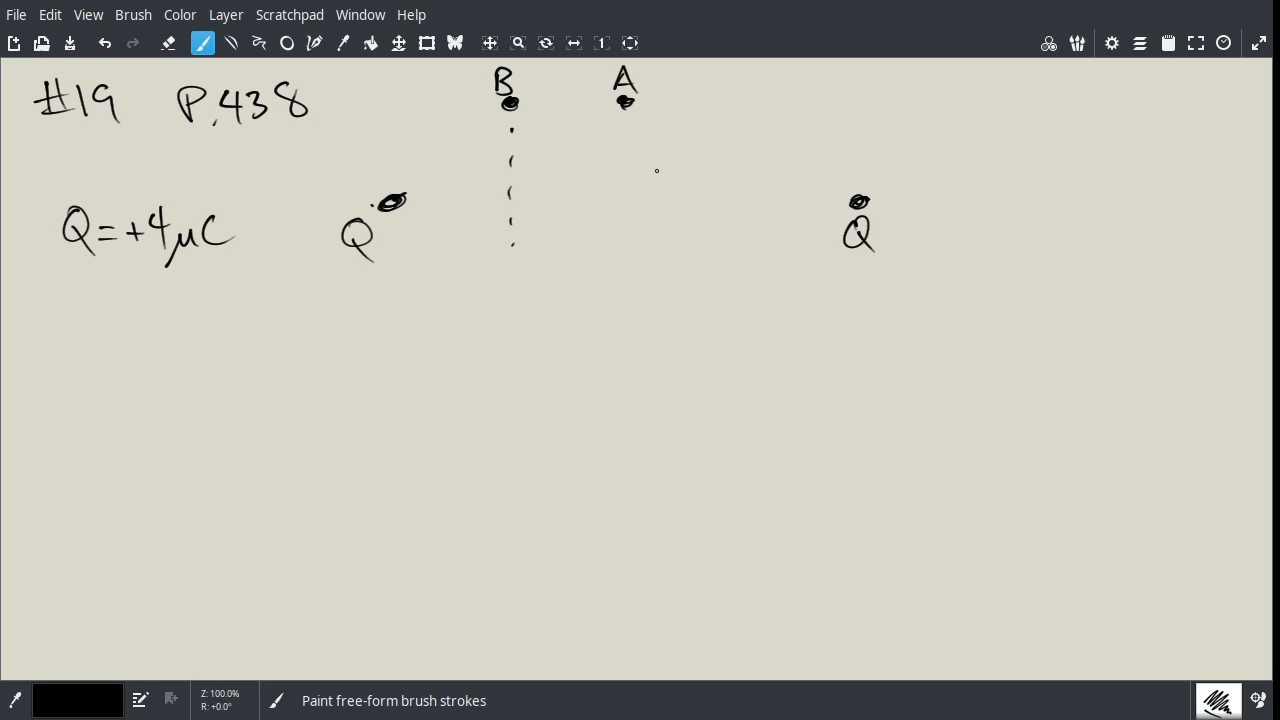 File Edit View Brush Color Layer Scratchpad Window Help
1
#19 P.438 B A
Q=+4μC Q Q
Z: 100.0%
R: +0.0°
Paint free-form brush strokes